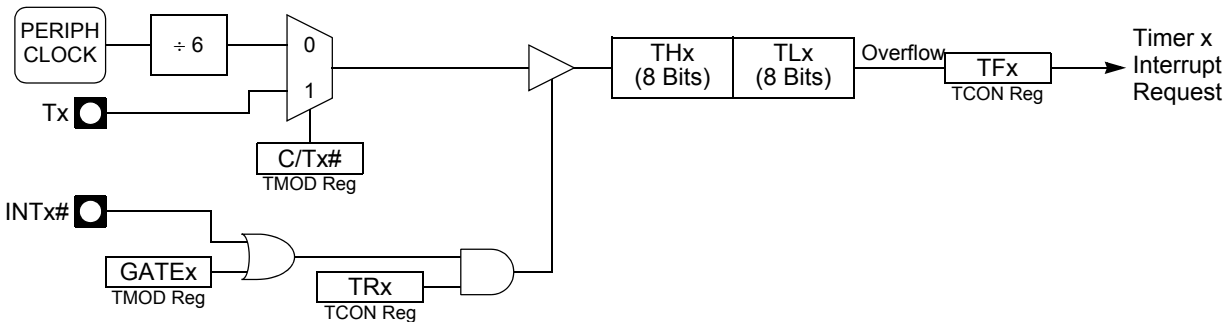 PERIPH
CLOCK
÷ 6
0
1
Tx
C/Tx#
TMOD Reg
THx
(8 Bits)
TLx
(8 Bits)
Overflow
TFx
TCON Reg
Timer x
Interrupt
Request
INTx#
GATEx
TMOD Reg
TRx
TCON Reg